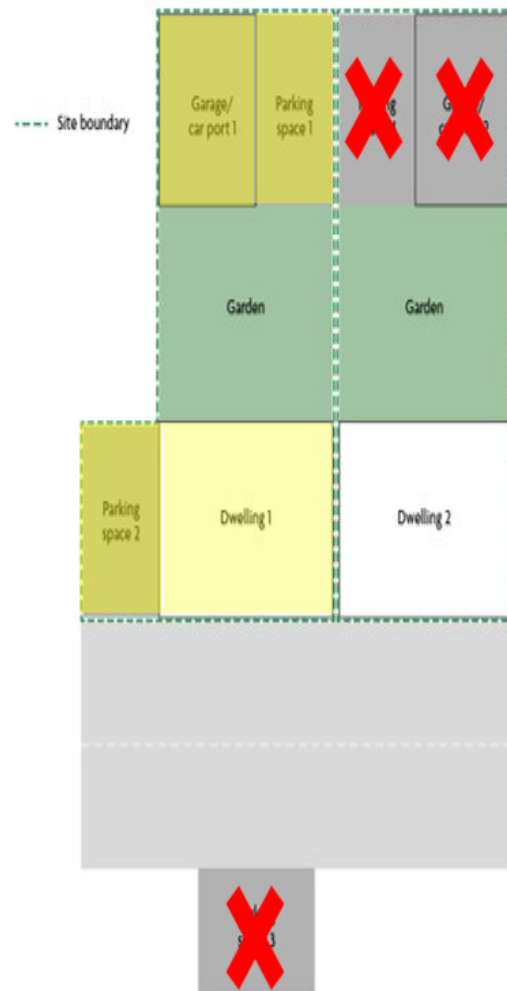 Site boundary
Garage/
car port 1
Parking
space 1
Garden
Garden
Parking
space 2
Dwelling 1
Dwelling 2